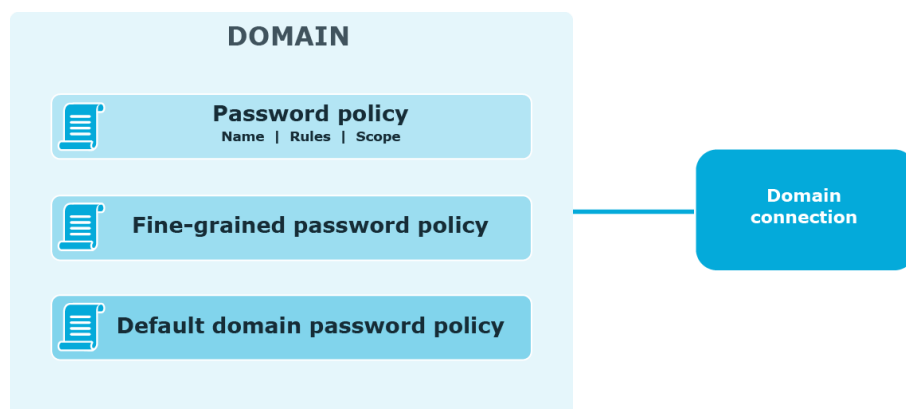 DOMAIN
Password policy
Name | Rules | Scope
Fine-grained password policy
Default domain password policy
Domain
connection